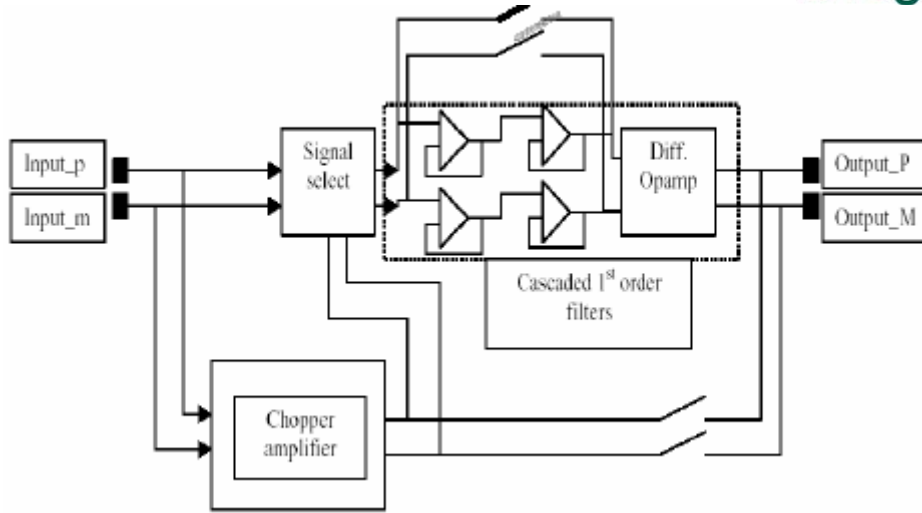 Input_p
Input_m
Signal
select
Diff.
Opamp
Output_P
Output_M
Cascaded 1st order
filters
Chopper
amplifier